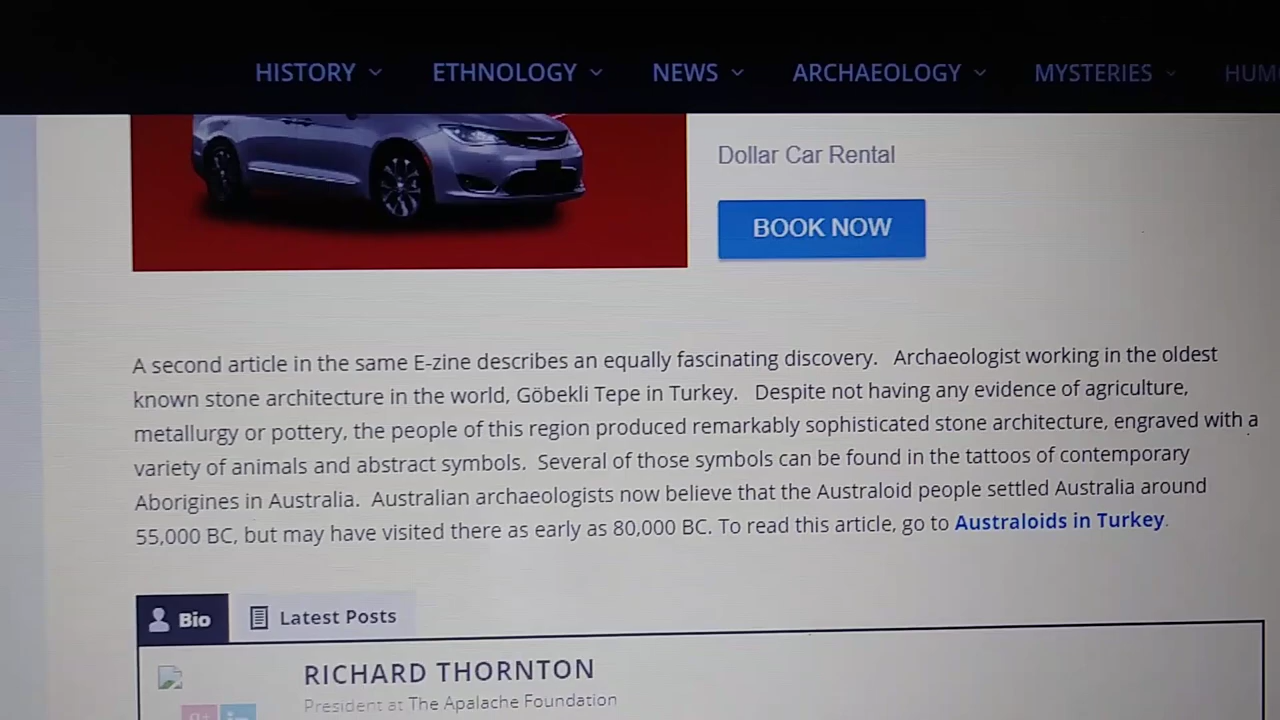 HISTORY ETHNOLOGY NEWS ARCHAEOLOGY MYSTERIES HUM
Dollar Car Rental
BOOK NOW
A second article in the same E-zine describes an equally fascinating discovery. Archaeologist working in the oldest
known stone architecture in the world, Göbekli Tepe in Turkey. Despite not having any evidence of agriculture,
metallurgy or pottery, the people of this region produced remarkably sophisticated stone architecture, engraved with a
variety of animals and abstract symbols. Several of those symbols can be found in the tattoos of contemporary
Aborigines in Australia. Australian archaeologists now believe that the Australoid people settled Australia around
55,000 BC, but may have visited there as early as 80,000 BC. To read this article, go to Australoids in Turkey.
Bio Latest Posts
RICHARD THORNTON
President at The Apalache Foundation